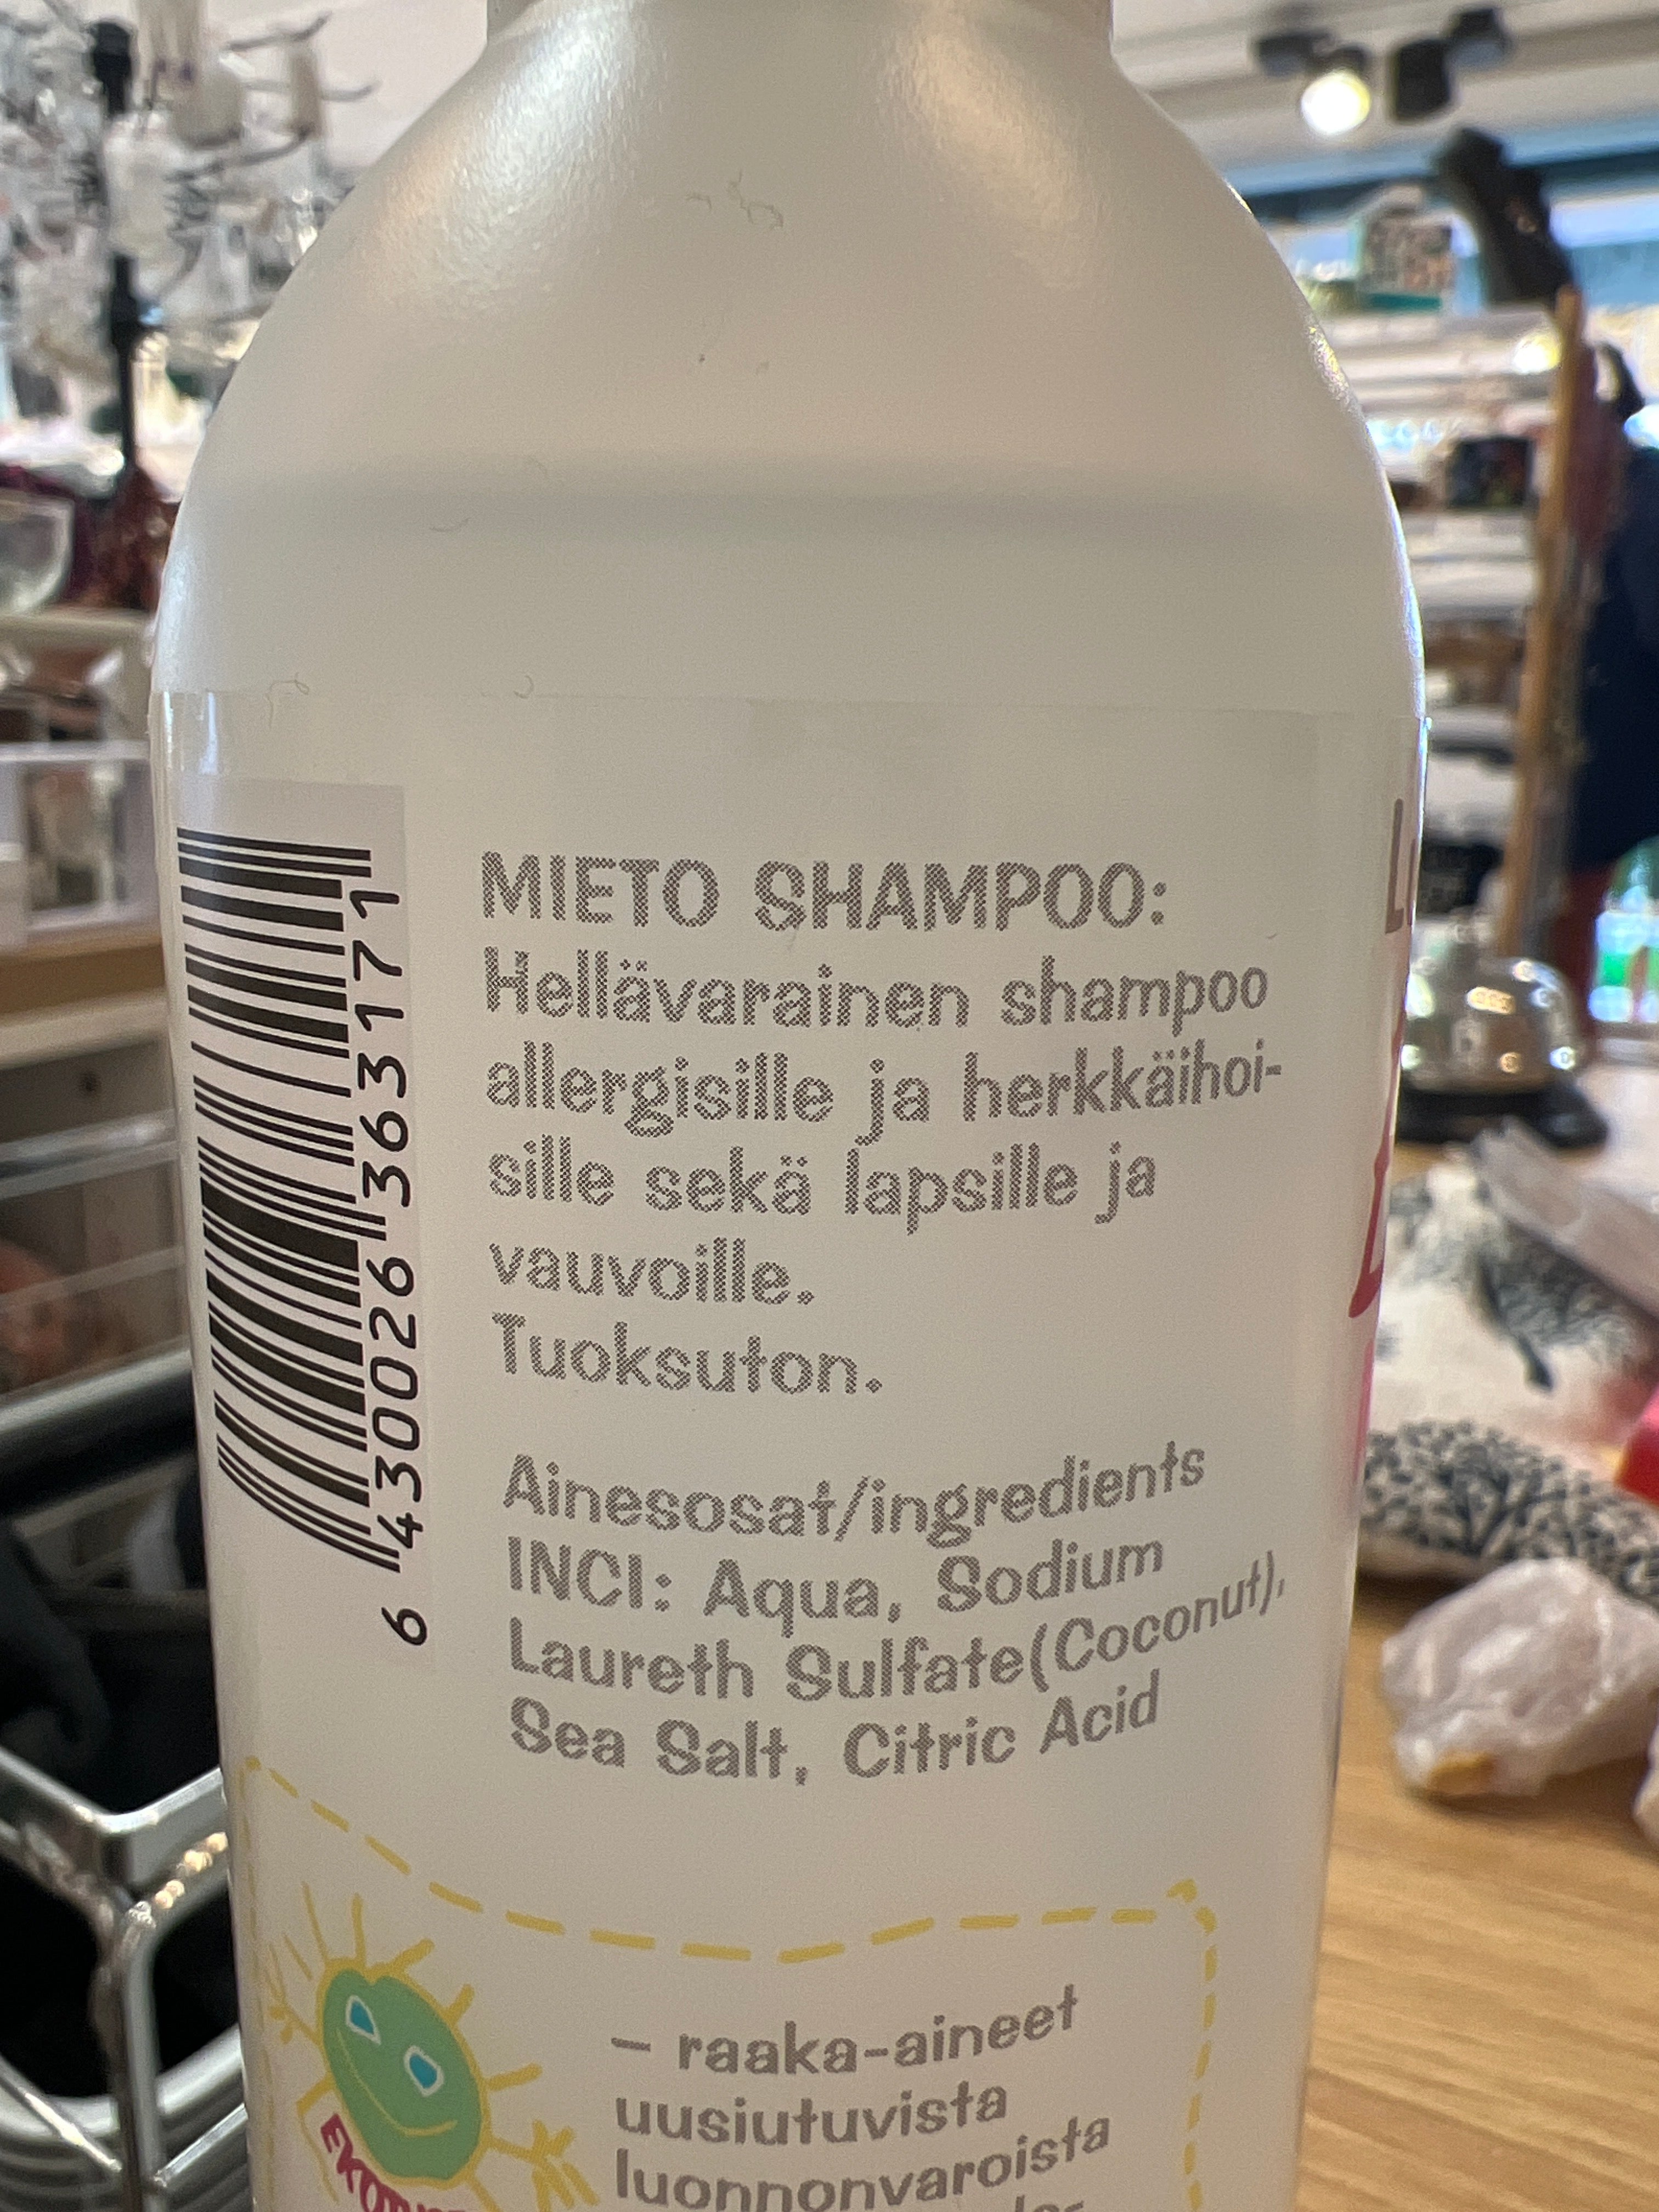 MIETO SHAMPOO:
Hellävarainen shampoo
allergisille ja herkkäihoi-
sille sekä lapsille ja
vauvoille.
Tuoksuton.
Ainesosat/ingredients
INCI: Aqua, Sodium
Laureth Sulfate(Coconut),
Sea Salt, Citric Acid
6 430026 363171
- raaka-aineet
uusiutuvista
luonnonvaroista